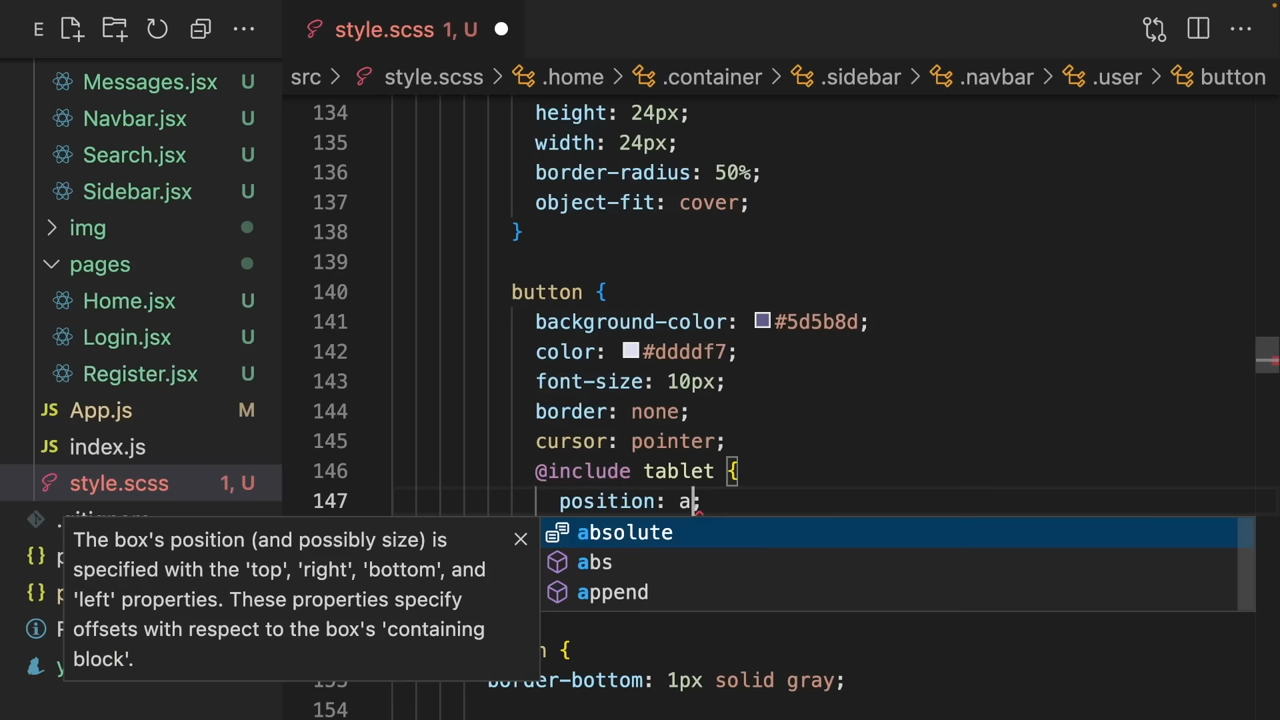 E
style.scss 1, U
src > style.scss > .home > .container > .sidebar > .navbar > .user > button
Messages.jsx U
Navbar.jsx U
Search.jsx U
Sidebar.jsx U
img
pages
Home.jsx U
Login.jsx U
Register.jsx U
JS App.js M
JS index.js
style.scss 1, U
134 height: 24px;
135 width: 24px;
136 border-radius: 50%;
137 object-fit: cover;
138 }
139
140 button {
141 background-color: #5d5b8d;
142 color: #ddddf7;
143 font-size: 10px;
144 border: none;
145 cursor: pointer;
146 @include tablet {
147 position: a;
absolute
abs
append
The box's position (and possibly size) is
specified with the 'top', 'right', 'bottom', and
'left' properties. These properties specify
offsets with respect to the box's 'containing
block'.
{
border-bottom: 1px solid gray;
154